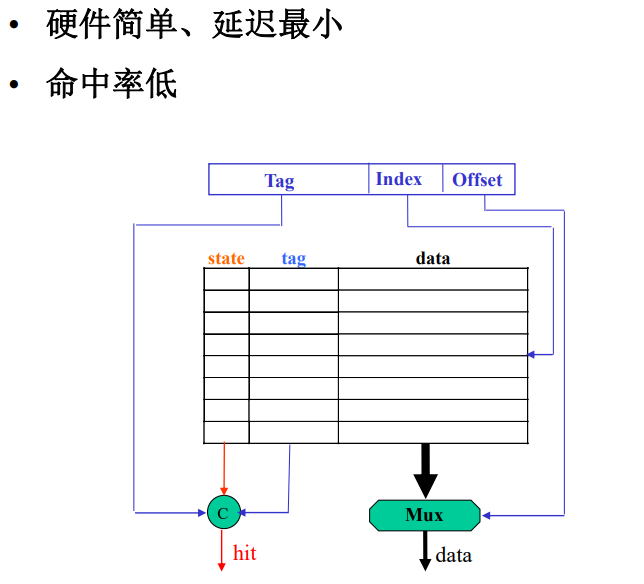 • 硬件简单、延迟最小
• 命中率低
Tag Index Offset
state tag data
C Mux
hit data